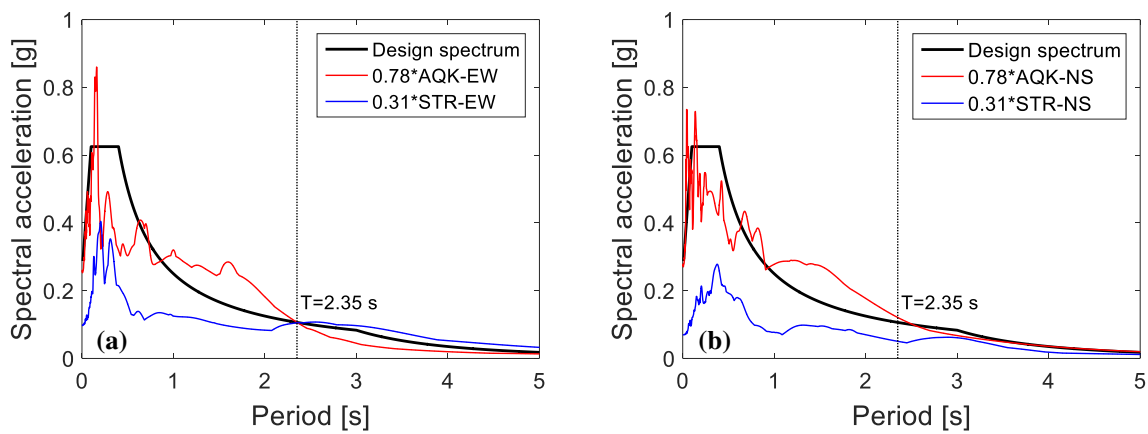 Spectral acceleration [g]
1
0.8
0.6
0.4
0.2
0
Design spectrum
0.78*AQK-EW
0.31*STR-EW
T=2.35 s
(a)
0 1 2 3 4 5
Period [s]
Spectral acceleration [g]
1
0.8
0.6
0.4
0.2
0
Design spectrum
0.78*AQK-NS
0.31*STR-NS
T=2.35 s
(b)
0 1 2 3 4 5
Period [s]